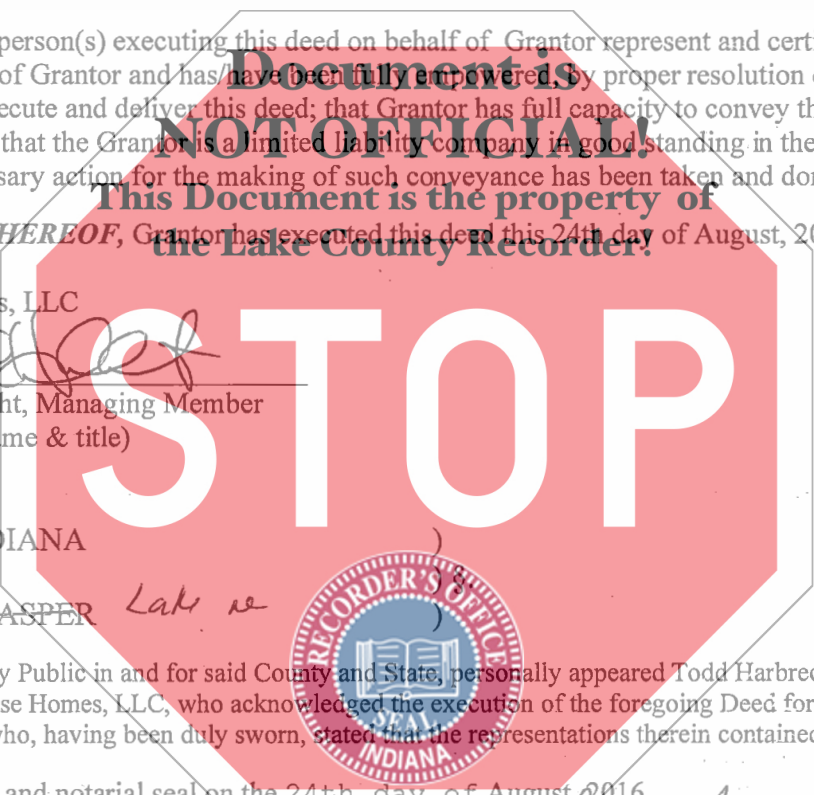 person(s) executing this deed on behalf of Grantor represent and certi
Document is
of Grantor and has/have been fully empowered, by proper resolution
ecute and deliver this deed; that Grantor has full capacity to convey th
NOT OFFICIAL!
that the Grantor is a limited liability company in good standing in the
sary action for the making of such conveyance has been taken and don
This Document is the property of
HEREOF, Grantor has executed this deed this 24th day of August, 20
the Lake County Recorder!
s, LLC
STOP
ht, Managing Member
me & title)
DIANA )
) §.
ASPER Lake )
RECORDER'S OFFICE
SEAL
INDIANA
y Public in and for said County and State, personally appeared Todd Harbrec
se Homes, LLC, who acknowledged the execution of the foregoing Deed for
who, having been duly sworn, stated that the representations therein contained
and notarial seal on the 24th day of August 2016